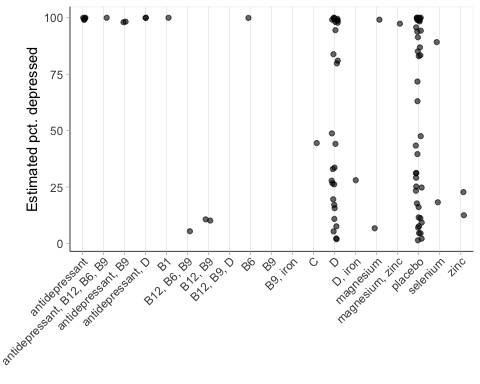 Estimated pct. depressed
100
75
50
25
0
antidepressant
antidepressant, B12, B6, B9
antidepressant, B9
antidepressant, D
B1
B12, B6, B9
B12, B9
B12, B9, D
B6
B9
B9, iron
C
D
D, iron
magnesium
magnesium, zinc
placebo
selenium
zinc